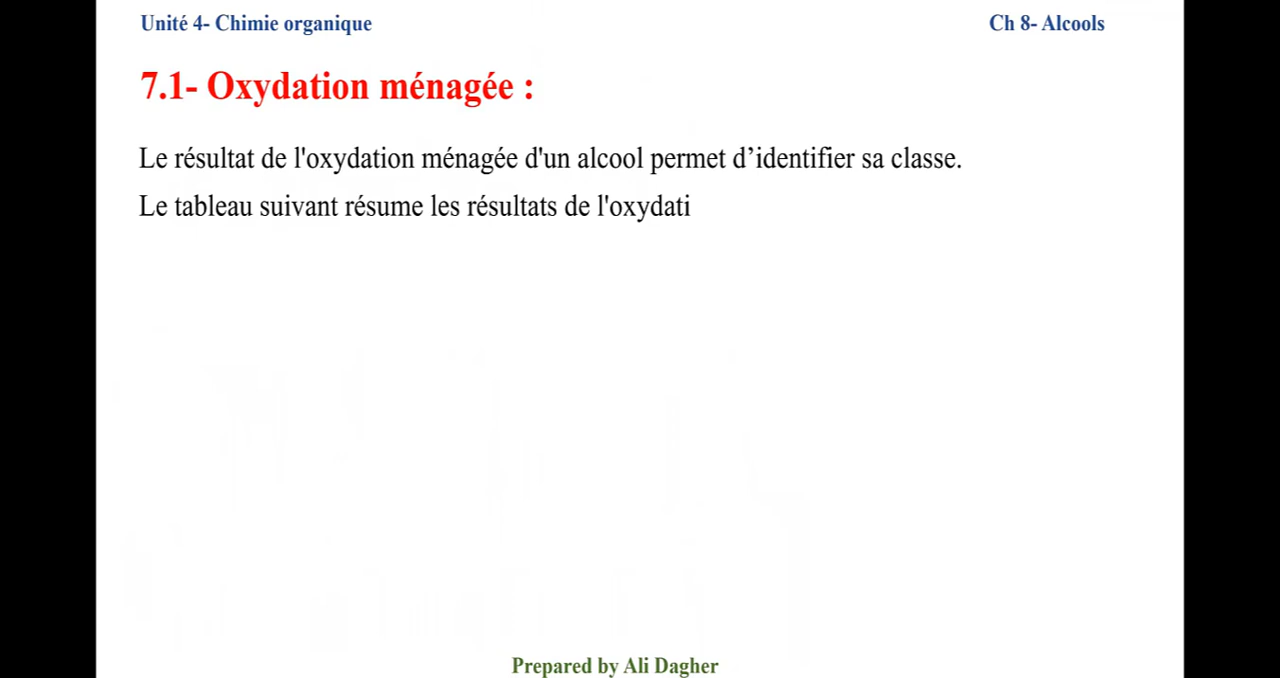 Unité 4- Chimie organique
Ch 8- Alcools
7.1- Oxydation ménagée :
Le résultat de l'oxydation ménagée d'un alcool permet d’identifier sa classe.
Le tableau suivant résume les résultats de l'oxydati
Prepared by Ali Dagher